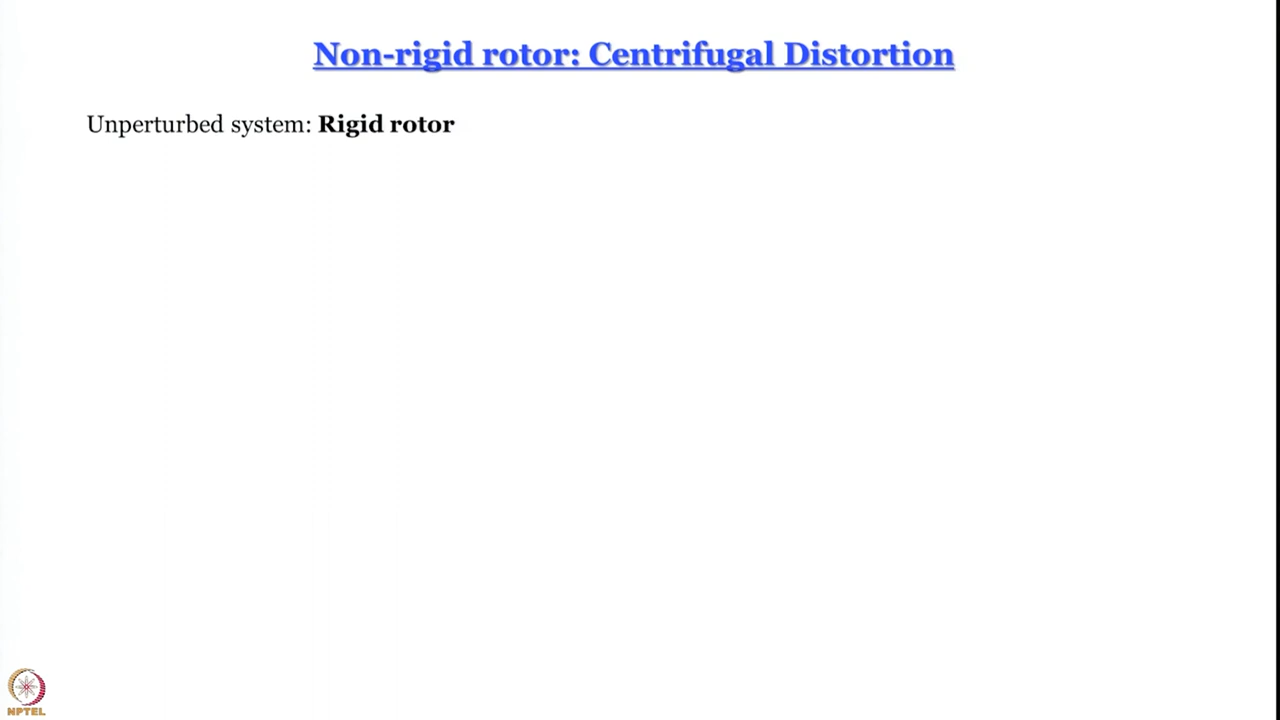 Non-rigid rotor: Centrifugal Distortion
Unperturbed system: Rigid rotor
NPTEL